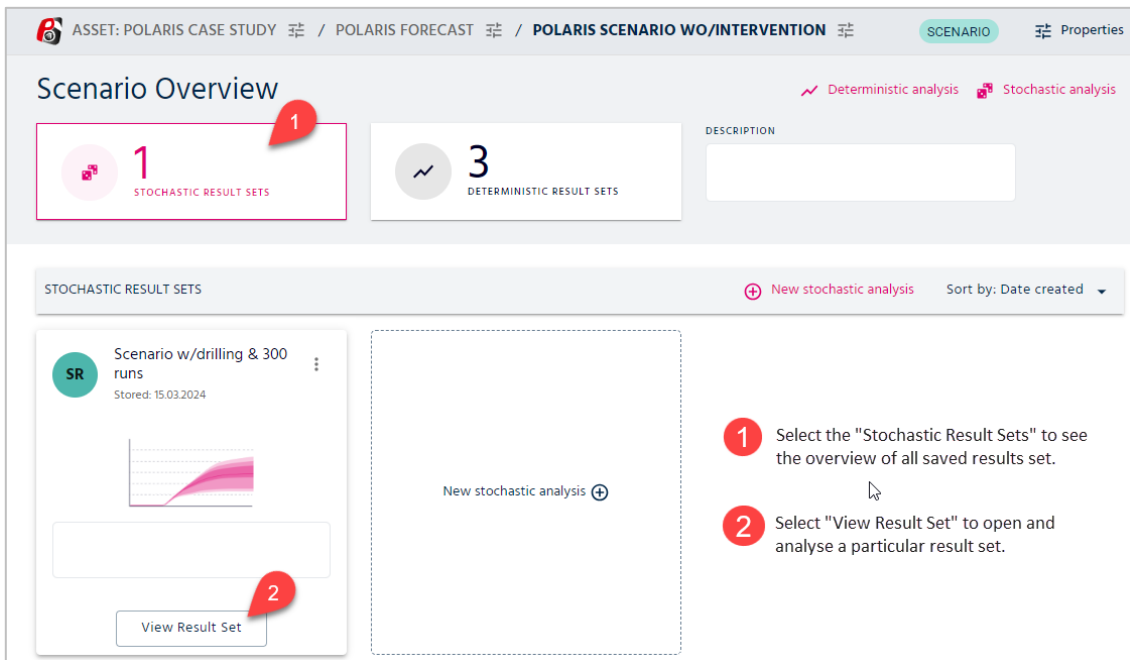 ASSET: POLARIS CASE STUDY / POLARIS FORECAST / POLARIS SCENARIO WO/INTERVENTION SCENARIO Properties
Scenario Overview
Deterministic analysis Stochastic analysis
1
1
STOCHASTIC RESULT SETS
3
DETERMINISTIC RESULT SETS
DESCRIPTION
STOCHASTIC RESULT SETS
New stochastic analysis Sort by: Date created
SR
Scenario w/drilling & 300
runs
Stored: 15.03.2024
New stochastic analysis
2
View Result Set
1 Select the "Stochastic Result Sets" to see
the overview of all saved results set.
2 Select "View Result Set" to open and
analyse a particular result set.